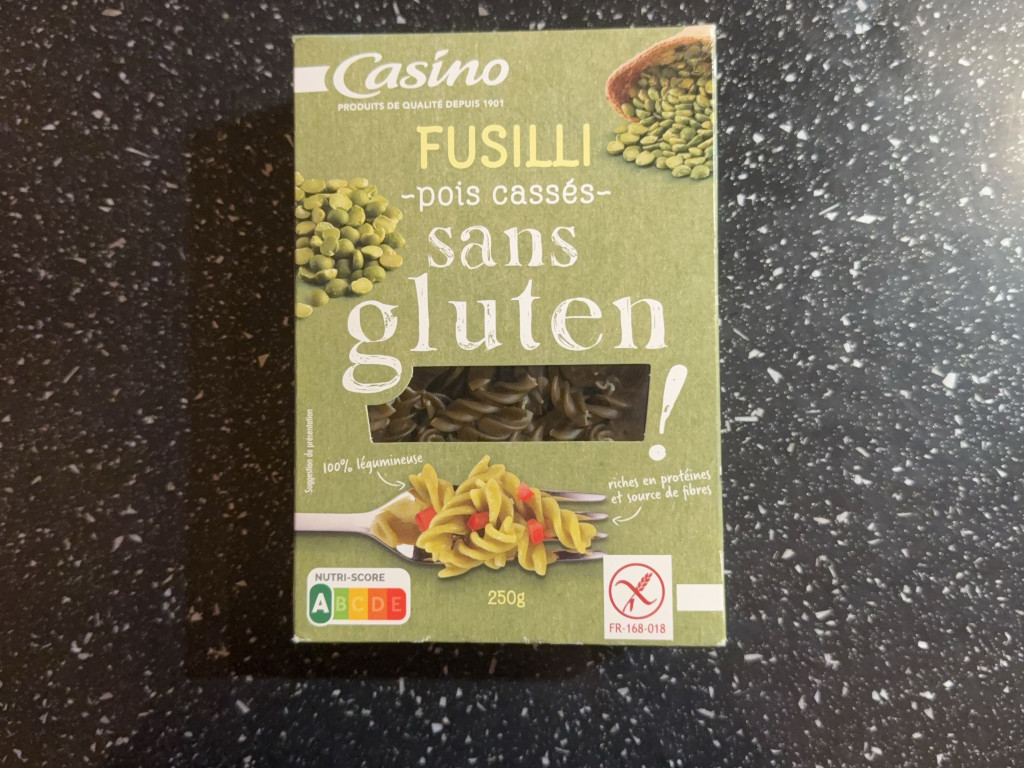 Casino
PRODUITS DE QUALITÉ DEPUIS 1901
FUSILLI
-pois cassés-
sans
gluten
!
100% légumineuse
riches en protéines
et source de fibres
Suggestion de présentation
NUTRI-SCORE
A B C D E
250g
FR-168-018